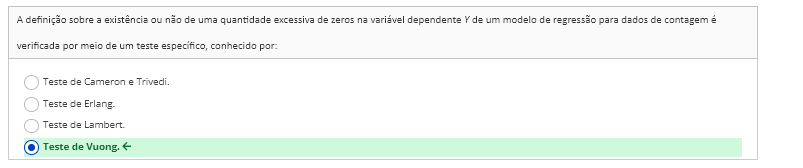 A definição sobre a existência ou não de uma quantidade excessiva de zeros na variável dependente Y de um modelo de regressão para dados de contagem é
verificada por meio de um teste específico, conhecido por:
Teste de Cameron e Trivedi.
Teste de Erlang.
Teste de Lambert.
Teste de Vuong. ←